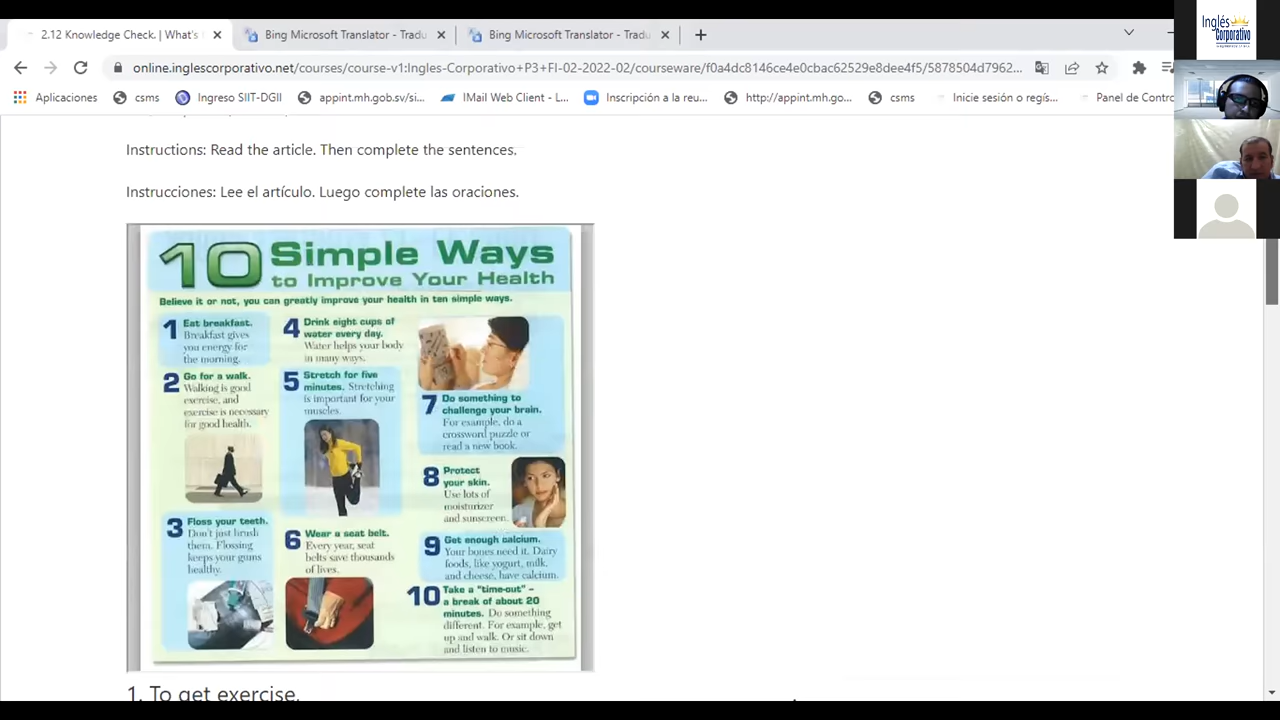 2.12 Knowledge Check. | What's
Bing Microsoft Translator - Tradu
Bing Microsoft Translator - Tradu
online.inglescorporativo.net/courses/course-v1:Ingles-Corporativo+P3+FI-02-2022-02/courseware/f0a4dc8146ce4e0cbac62529e8dee4f5/5878504d7962...
Aplicaciones
csms
Ingreso SIIT-DGII
appint.mh.gob.sv/si...
IMail Web Client - L...
Inscripción a la reu...
http://appint.mh.go...
csms
Inicie sesión o regís...
Panel de Contro
Inglés
Corporativo
Instructions: Read the article. Then complete the sentences.
Instrucciones: Lee el artículo. Luego complete las oraciones.
10 Simple Ways
to Improve Your Health
Believe it or not, you can greatly improve your health in ten simple ways.
1 Eat breakfast.
Breakfast gives
you energy for
the morning.
2 Go for a walk.
Walking is good
exercise, and
exercise is necessary
for good health.
3 Floss your teeth.
Don't just brush
them. Flossing
keeps your gums
healthy.
4 Drink eight cups of
water every day.
Water helps your body
in many ways.
5 Stretch for five
minutes. Stretching
is important for your
muscles.
6 Wear a seat belt.
Every year, seat
belts save thousands
of lives.
7 Do something to
challenge your brain.
For example, do a
crossword puzzle or
read a new book.
8 Protect
your skin.
Use lots of
moisturizer
and sunscreen.
9 Get enough calcium.
Your bones need it. Dairy
foods, like yogurt, milk,
and cheese, have calcium.
10 Take a "time-out" –
a break of about 20
minutes. Do something
different. For example, get
up and walk. Or sit down
and listen to music.
1. To get exercise.